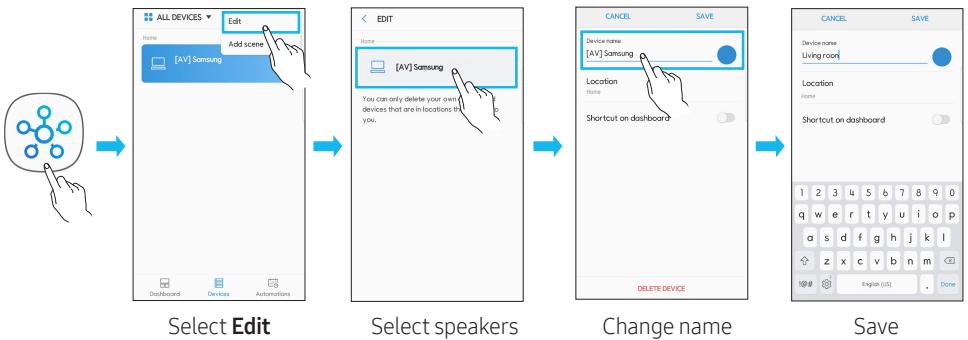 ALL DEVICES ▼
Edit
Add scene
Home
[AV] Samsung
Dashboard
Devices
Automations
Select Edit
< EDIT
Home
[AV] Samsung
You can only delete your own
devices that are in locations
you.
Select speakers
CANCEL
SAVE
Device name
[AV] Samsung
Location
Home
Shortcut on dashboard
DELETE DEVICE
Change name
CANCEL
SAVE
Device name
Living roon
Location
Home
Shortcut on dashboard
1 2 3 4 5 6 7 8 9 0
q w e r t y u i o p
a s d f g h j k l
z x c v b n m
!@# English (US) . Done
Save